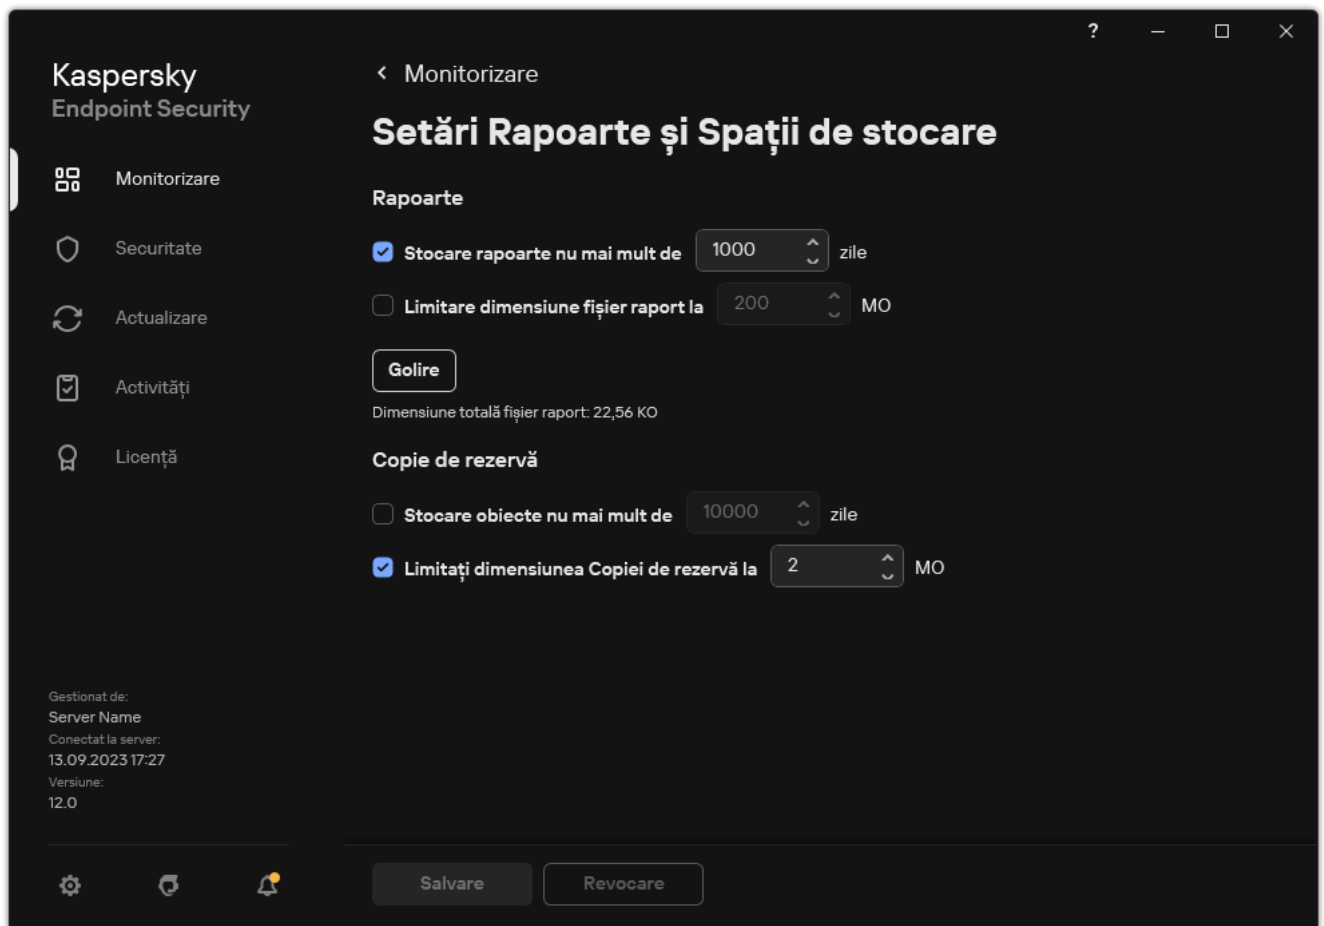 ?
Kaspersky
Endpoint Security
Monitorizare
Securitate
Actualizare
Activități
Licență
Gestionat de:
Server Name
Conectat la server:
13.09.2023 17:27
Versiune:
12.0
Monitorizare
Setări Rapoarte și Spații de stocare
Rapoarte
Stocare rapoarte nu mai mult de 1000 zile
Limitare dimensiune fișier raport la 200 MO
Golire
Dimensiune totală fișier raport: 22,56 KO
Copie de rezervă
Stocare obiecte nu mai mult de 10000 zile
Limitați dimensiunea Copiei de rezervă la 2 MO
Salvare Revocare